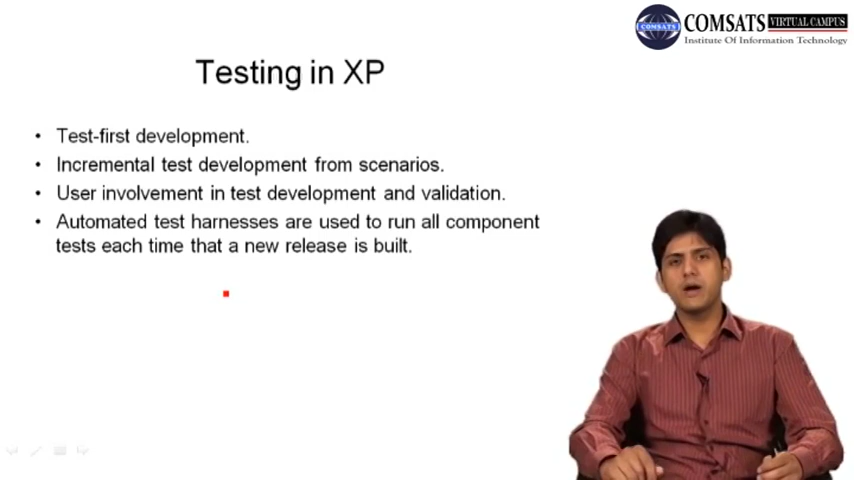 COMSATS VIRTUAL CAMPUS
Institute Of Information Technology
COMSATS
Testing in XP
• Test-first development.
• Incremental test development from scenarios.
• User involvement in test development and validation.
• Automated test harnesses are used to run all component
tests each time that a new release is built.